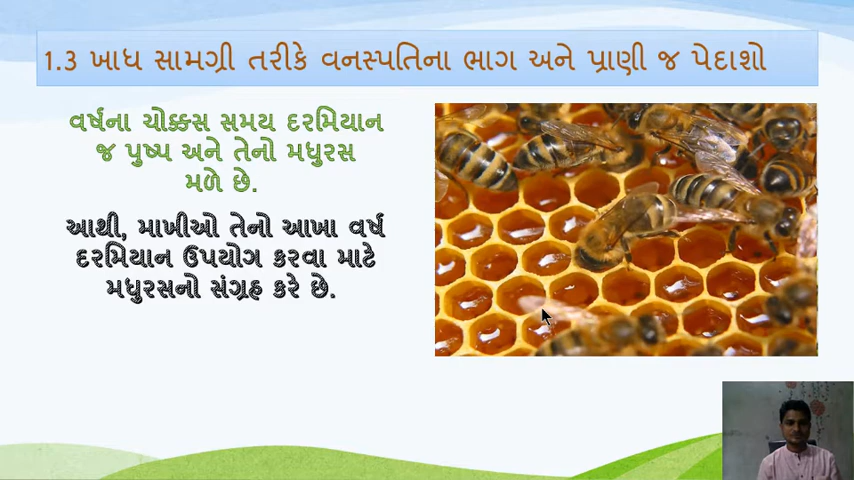 1.3 ખાધ સામગ્રી તરીકે વનસ્પતિના ભાગ અને પ્રાણી જ પેદાશો
વર્ષના ચોક્ક્સ સમય દરમિયાન
જ પુષ્પ અને તેનો મધુરસ
મળે છે.
આથી, માખીઓ તેનો આખા વર્ષ
દરમિયાન ઉપયોગ કરવા માટે
મધુરસનો સંગ્રહ કરે છે.